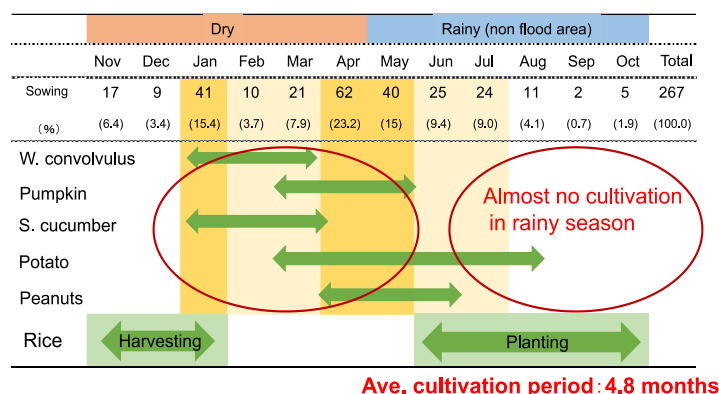 Dry Rainy (non flood area)
Nov Dec Jan Feb Mar Apr May Jun Jul Aug Sep Oct Total
Sowing 17 9 41 10 21 62 40 25 24 11 2 5 267
(%) (6.4) (3.4) (15.4) (3.7) (7.9) (23.2) (15) (9.4) (9.0) (4.1) (0.7) (1.9) (100.0)
W. convolvulus
Pumpkin
S. cucumber
Potato
Peanuts
Almost no cultivation
in rainy season
Rice Harvesting Planting
Ave. cultivation period:4.8 months